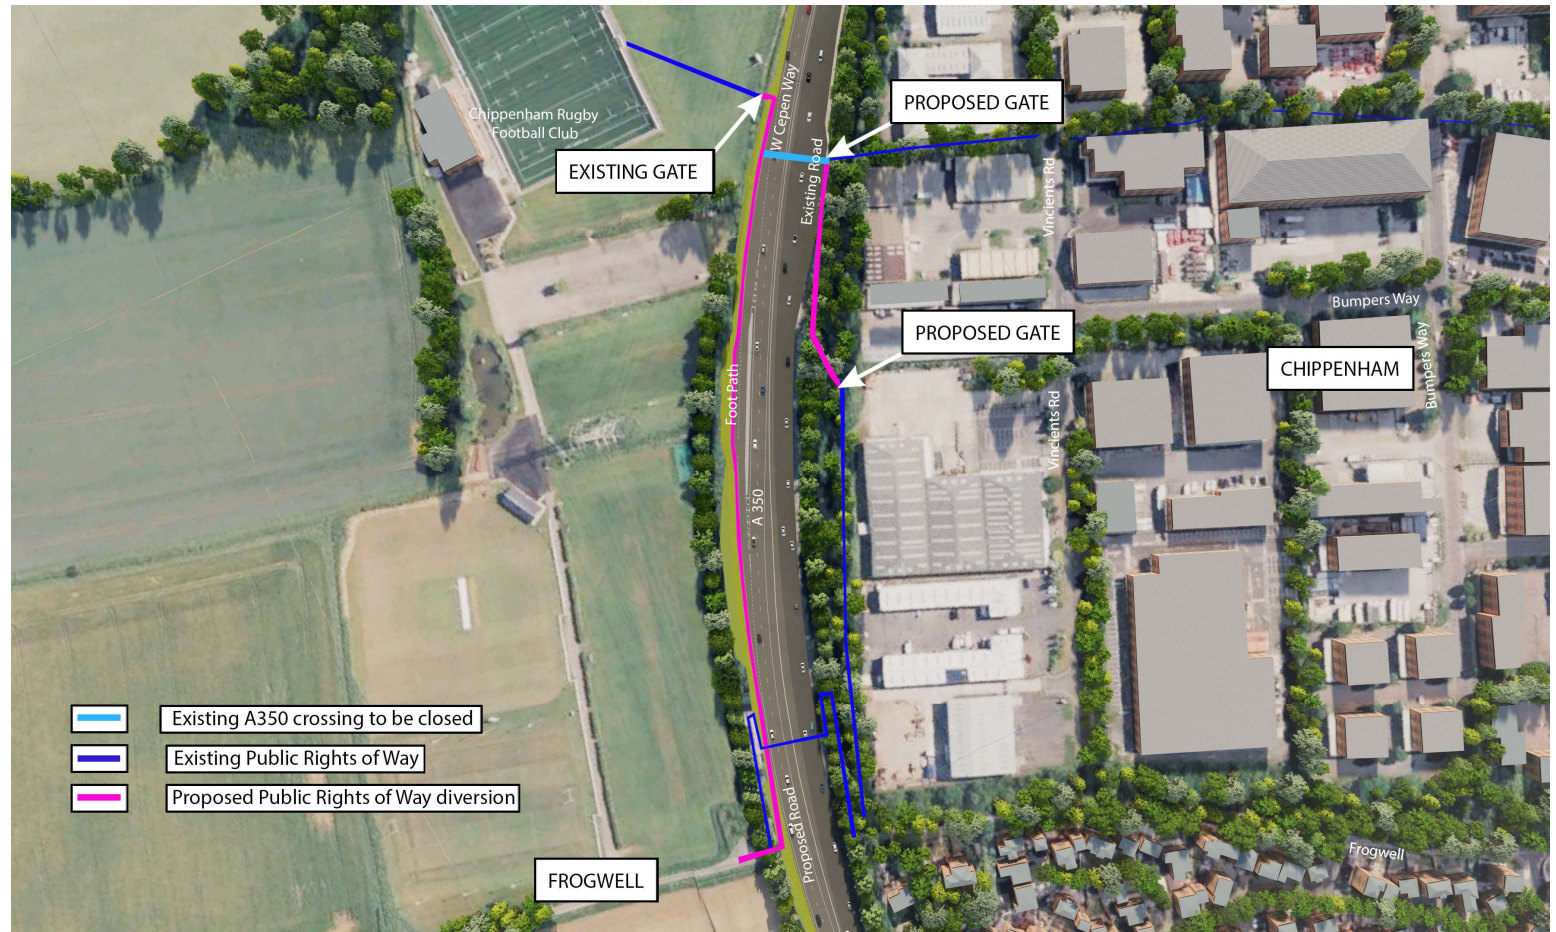 W Cepen Way
PROPOSED GATE
Chippenham Rugby
Football Club
EXISTING GATE
Existing Road
Vincients Rd
Bumpers Way
PROPOSED GATE
CHIPPENHAM
Bumpers Way
Foot Path
Vincients Rd
A 350
Existing A350 crossing to be closed
Existing Public Rights of Way
Proposed Public Rights of Way diversion
Proposed Road
FROGWELL
Frogwell